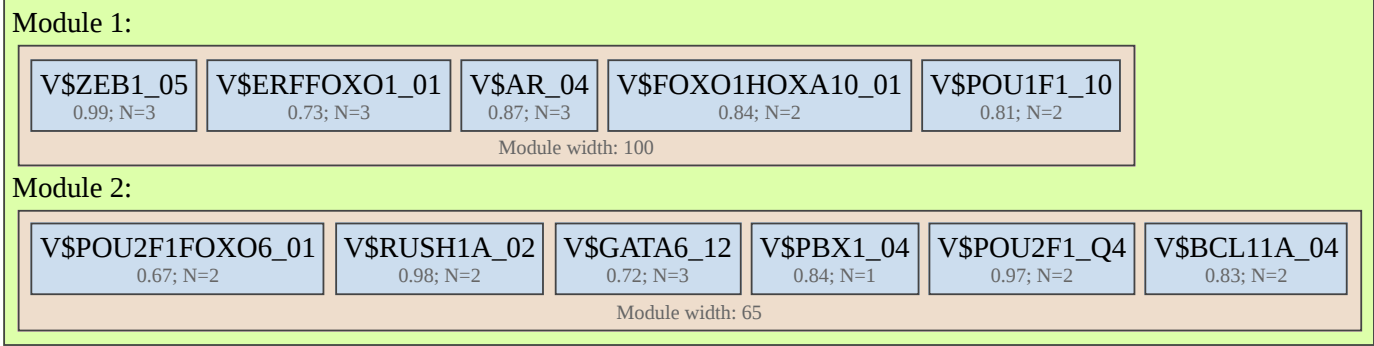 Module 1:
V$ZEB1_05 V$ERFFOXO1_01 V$AR_04 V$FOXO1HOXA10_01 V$POU1F1_10
0.99; N=3 0.73; N=3 0.87; N=3 0.84; N=2 0.81; N=2
Module width: 100
Module 2:
V$POU2F1FOXO6_01 V$RUSH1A_02 V$GATA6_12 V$PBX1_04 V$POU2F1_Q4 V$BCL11A_04
0.67; N=2 0.98; N=2 0.72; N=3 0.84; N=1 0.97; N=2 0.83; N=2
Module width: 65